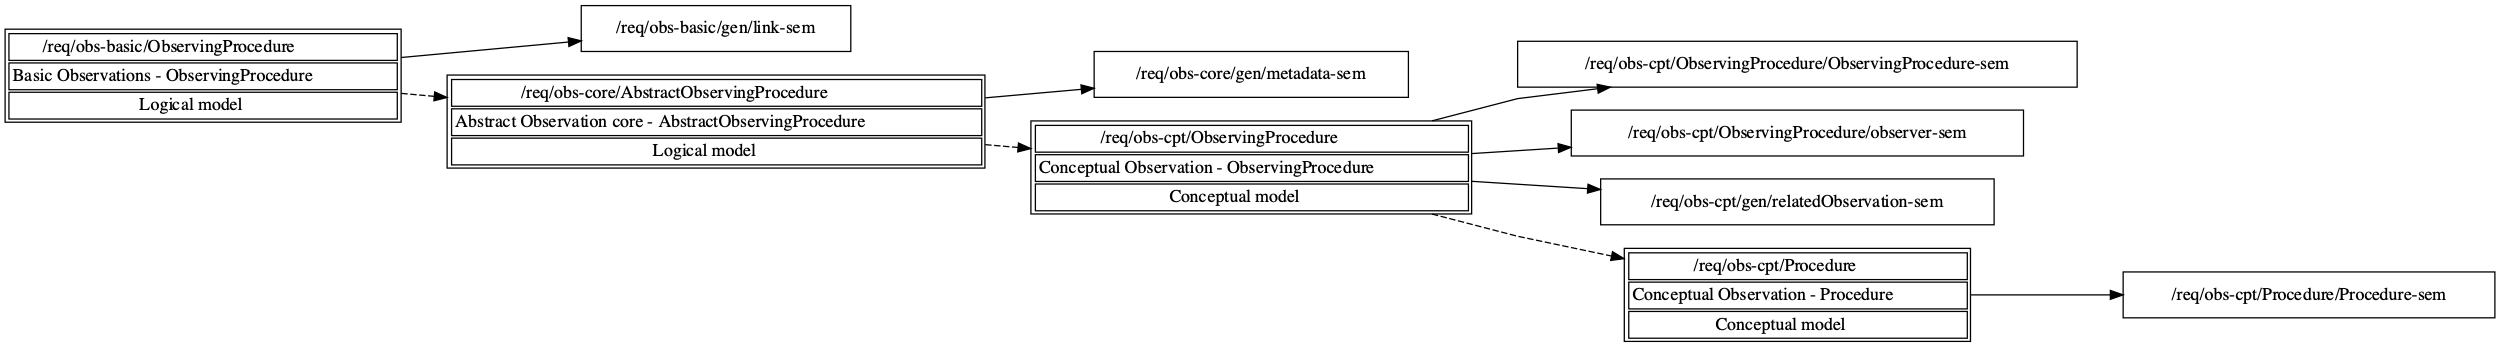 /req/obs-basic/ObservingProcedure
Basic Observations - ObservingProcedure
Logical model
/req/obs-basic/gen/link-sem
/req/obs-core/AbstractObservingProcedure
Abstract Observation core - AbstractObservingProcedure
Logical model
/req/obs-core/gen/metadata-sem
/req/obs-cpt/ObservingProcedure
Conceptual Observation - ObservingProcedure
Conceptual model
/req/obs-cpt/ObservingProcedure/ObservingProcedure-sem
/req/obs-cpt/ObservingProcedure/observer-sem
/req/obs-cpt/gen/relatedObservation-sem
/req/obs-cpt/Procedure
Conceptual Observation - Procedure
Conceptual model
/req/obs-cpt/Procedure/Procedure-sem